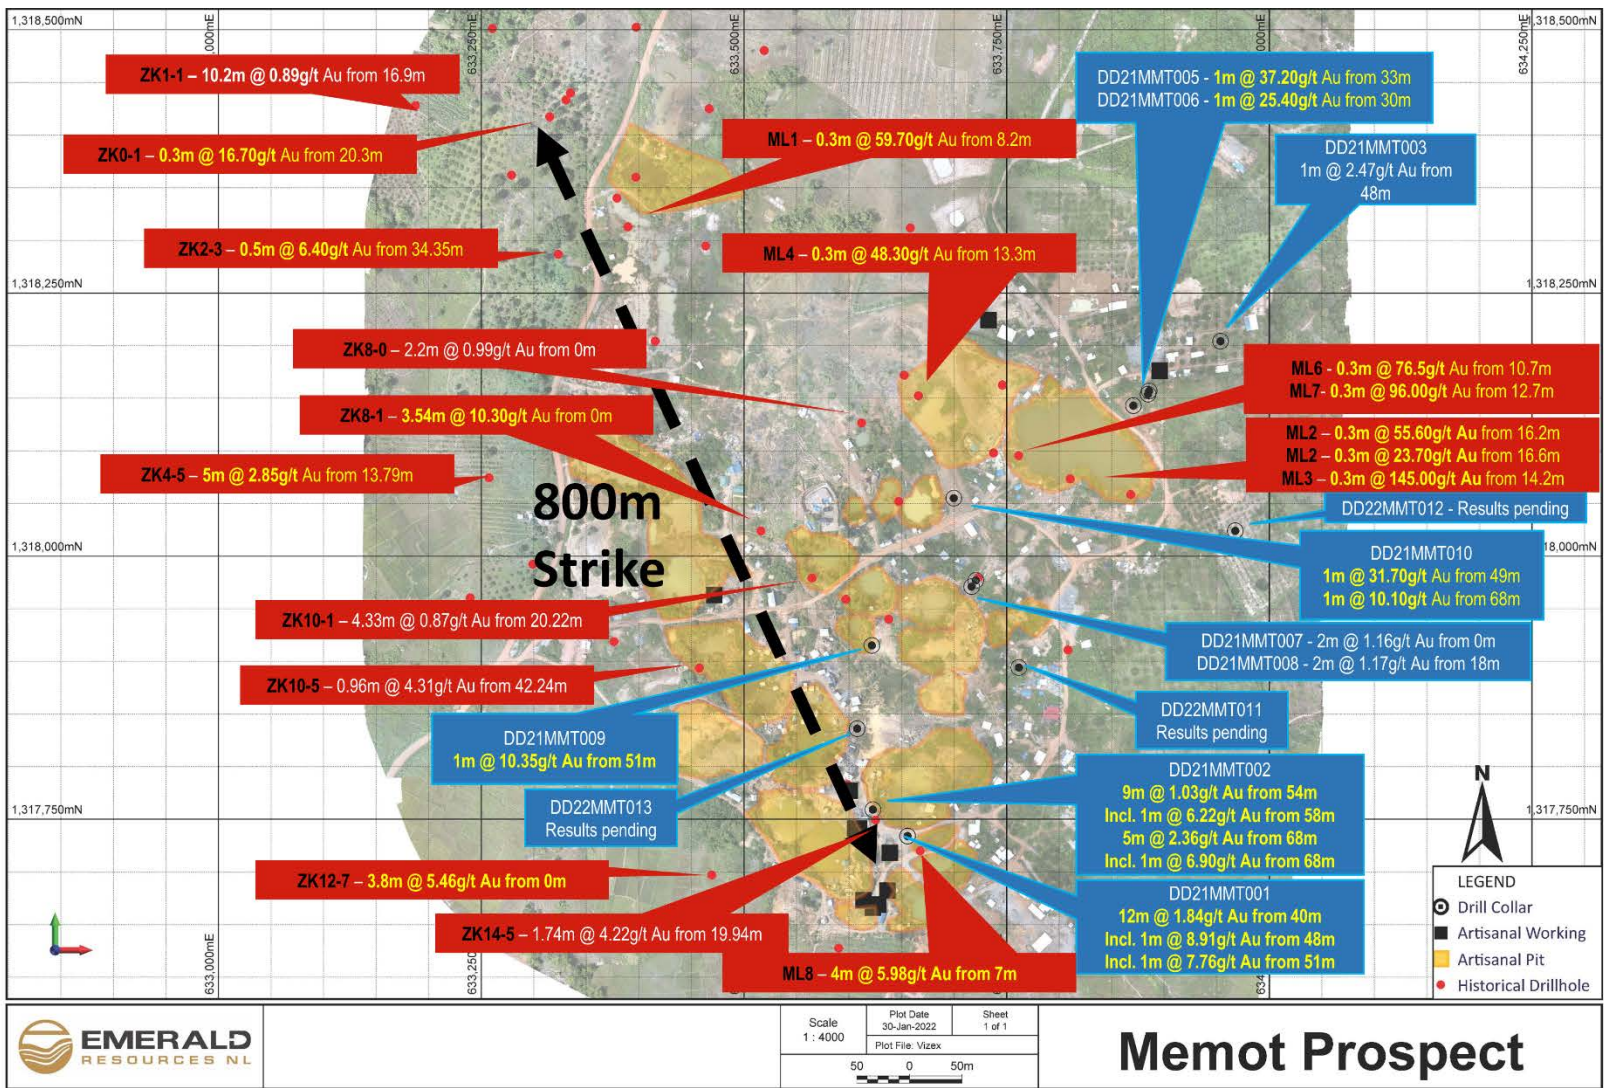 1,318,500mN
,000mE
633,250mE
633,500mE
633,750mE
,000mE
634,250mE
1,318,500mN
ZK1-1 – 10.2m @ 0.89g/t Au from 16.9m
DD21MMT005 - 1m @ 37.20g/t Au from 33m
DD21MMT006 - 1m @ 25.40g/t Au from 30m
ZK0-1 – 0.3m @ 16.70g/t Au from 20.3m
ML1 – 0.3m @ 59.70g/t Au from 8.2m
DD21MMT003
1m @ 2.47g/t Au from
48m
ZK2-3 – 0.5m @ 6.40g/t Au from 34.35m
ML4 – 0.3m @ 48.30g/t Au from 13.3m
1,318,250mN
1,318,250mN
ZK8-0 – 2.2m @ 0.99g/t Au from 0m
ML6 - 0.3m @ 76.5g/t Au from 10.7m
ML7- 0.3m @ 96.00g/t Au from 12.7m
ZK8-1 – 3.54m @ 10.30g/t Au from 0m
ML2 – 0.3m @ 55.60g/t Au from 16.2m
ML2 – 0.3m @ 23.70g/t Au from 16.6m
ML3 – 0.3m @ 145.00g/t Au from 14.2m
ZK4-5 – 5m @ 2.85g/t Au from 13.79m
800m
Strike
DD22MMT012 - Results pending
1,318,000mN
,318,000mN
DD21MMT010
1m @ 31.70g/t Au from 49m
1m @ 10.10g/t Au from 68m
ZK10-1 – 4.33m @ 0.87g/t Au from 20.22m
DD21MMT007 - 2m @ 1.16g/t Au from 0m
DD21MMT008 - 2m @ 1.17g/t Au from 18m
ZK10-5 – 0.96m @ 4.31g/t Au from 42.24m
DD22MMT011
Results pending
DD21MMT009
1m @ 10.35g/t Au from 51m
DD21MMT002
9m @ 1.03g/t Au from 54m
Incl. 1m @ 6.22g/t Au from 58m
5m @ 2.36g/t Au from 68m
Incl. 1m @ 6.90g/t Au from 68m
DD22MMT013
Results pending
1,317,750mN
1,317,750mN
N
ZK12-7 – 3.8m @ 5.46g/t Au from 0m
DD21MMT001
12m @ 1.84g/t Au from 40m
Incl. 1m @ 8.91g/t Au from 48m
Incl. 1m @ 7.76g/t Au from 51m
ZK14-5 – 1.74m @ 4.22g/t Au from 19.94m
ML8 – 4m @ 5.98g/t Au from 7m
633,000mE
633,250
634
LEGEND
Drill Collar
Artisanal Working
Artisanal Pit
Historical Drillhole
EMERALD
RESOURCES NL
Scale
1 : 4000
Plot Date
30-Jan-2022
Sheet
1 of 1
Plot File: Vizex
50 0 50m
Memot Prospect